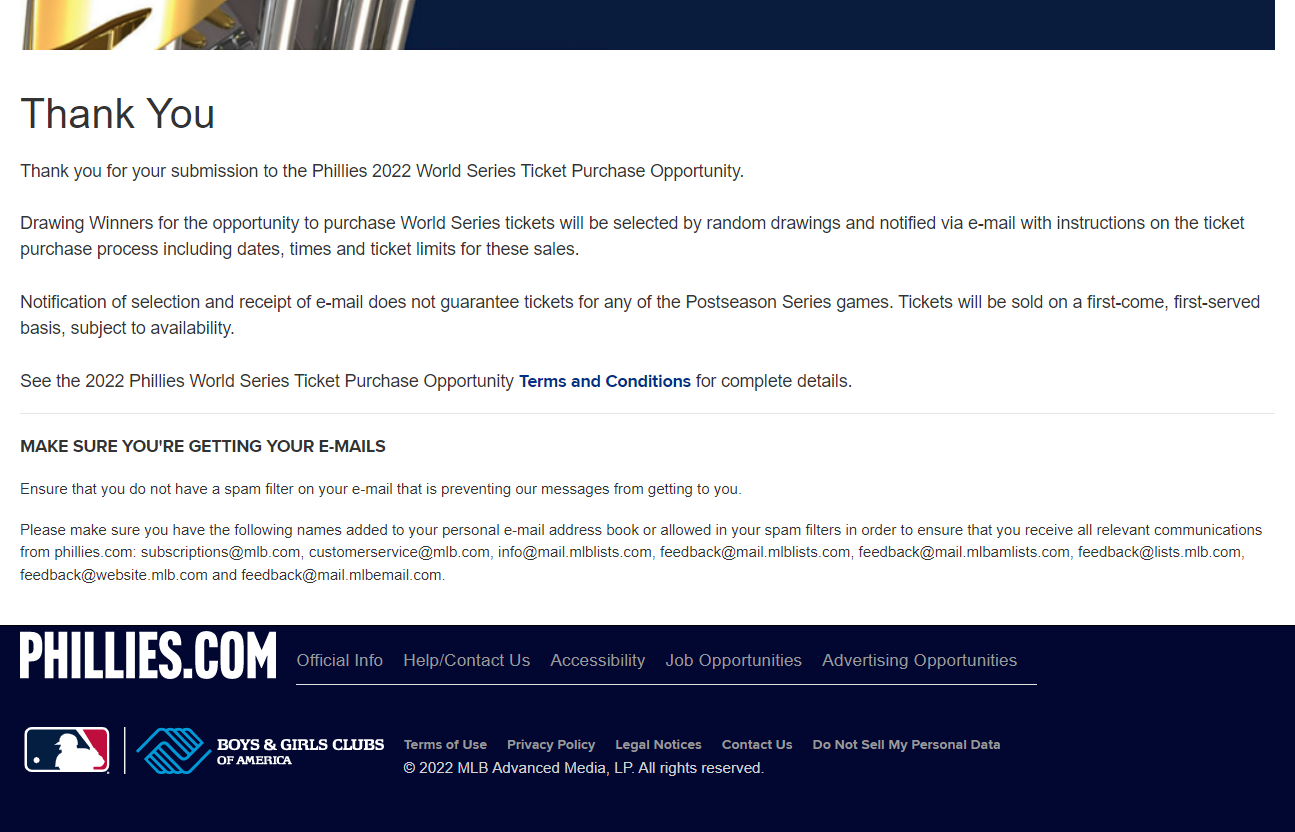 Thank You
Thank you for your submission to the Phillies 2022 World Series Ticket Purchase Opportunity.
Drawing Winners for the opportunity to purchase World Series tickets will be selected by random drawings and notified via e-mail with instructions on the ticket
purchase process including dates, times and ticket limits for these sales.
Notification of selection and receipt of e-mail does not guarantee tickets for any of the Postseason Series games. Tickets will be sold on a first-come, first-served
basis, subject to availability.
See the 2022 Phillies World Series Ticket Purchase Opportunity Terms and Conditions for complete details.
MAKE SURE YOU'RE GETTING YOUR E-MAILS
Ensure that you do not have a spam filter on your e-mail that is preventing our messages from getting to you.
Please make sure you have the following names added to your personal e-mail address book or allowed in your spam filters in order to ensure that you receive all relevant communications
from phillies.com: subscriptions@mlb.com, customerservice@mlb.com, info@mail.mlblists.com, feedback@mail.mlblists.com, feedback@mail.mlbamlists.com, feedback@lists.mlb.com,
feedback@website.mlb.com and feedback@mail.mlbemail.com.
PHILLIES.COM Official Info Help/Contact Us Accessibility Job Opportunities Advertising Opportunities
BOYS & GIRLS CLUBS
OF AMERICA
Terms of Use Privacy Policy Legal Notices Contact Us Do Not Sell My Personal Data
© 2022 MLB Advanced Media, LP. All rights reserved.